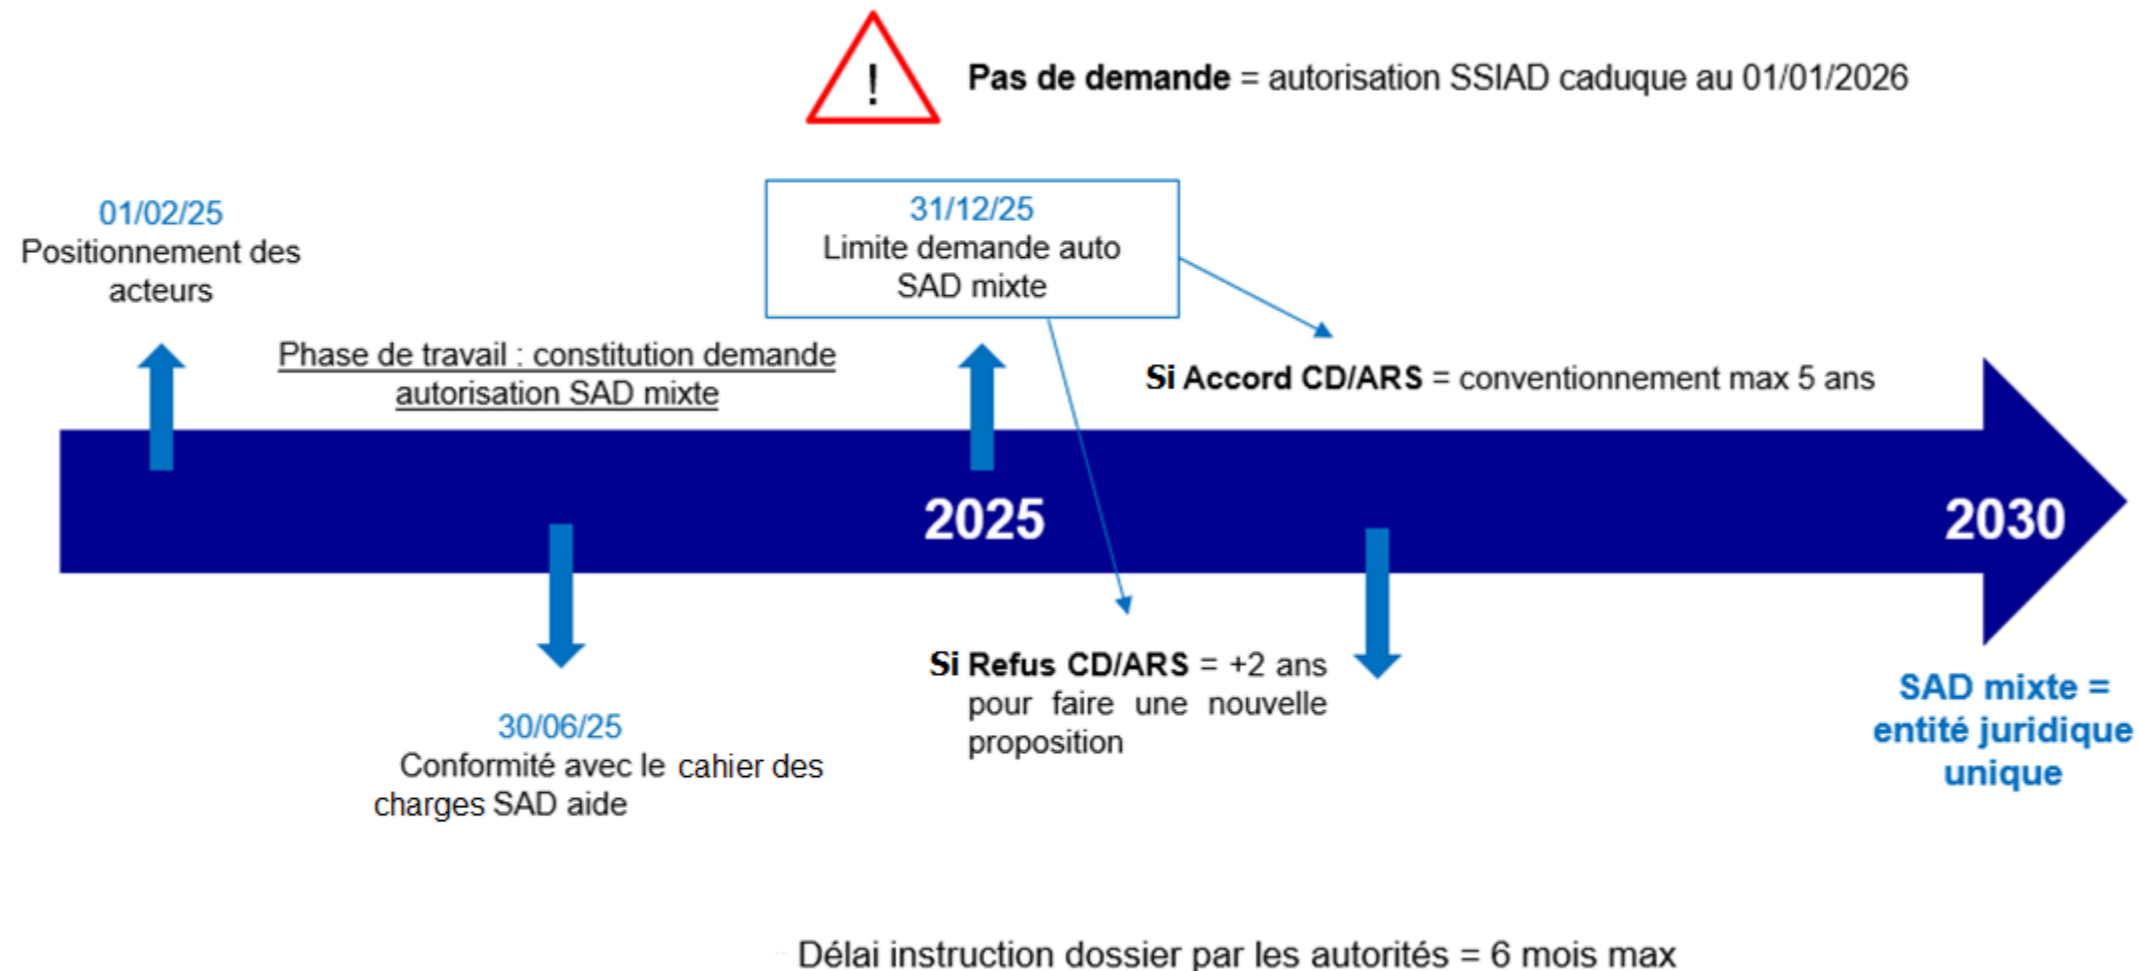 !
Pas de demande = autorisation SSIAD caduque au 01/01/2026
01/02/25
Positionnement des
acteurs
31/12/25
Limite demande auto
SAD mixte
Phase de travail : constitution demande
autorisation SAD mixte
Si Accord CD/ARS = conventionnement max 5 ans
2025
2030
30/06/25
Conformité avec le cahier des
charges SAD aide
Si Refus CD/ARS = +2 ans
pour faire une nouvelle
proposition
SAD mixte =
entité juridique
unique
Délai instruction dossier par les autorités = 6 mois max